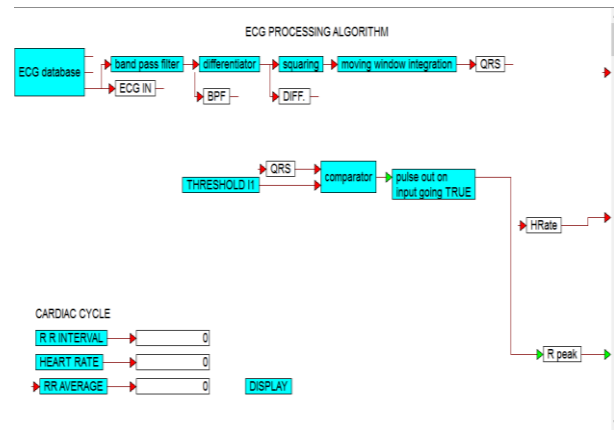 ECG PROCESSING ALGORITHM
ECG database
band pass filter
differentiator
squaring
moving window integration
QRS
ECG IN
BPF
DIFF.
QRS
THRESHOLD I1
comparator
pulse out on
input going TRUE
HRate
R peak
CARDIAC CYCLE
R R INTERVAL
0
HEART RATE
0
RR AVERAGE
0
DISPLAY